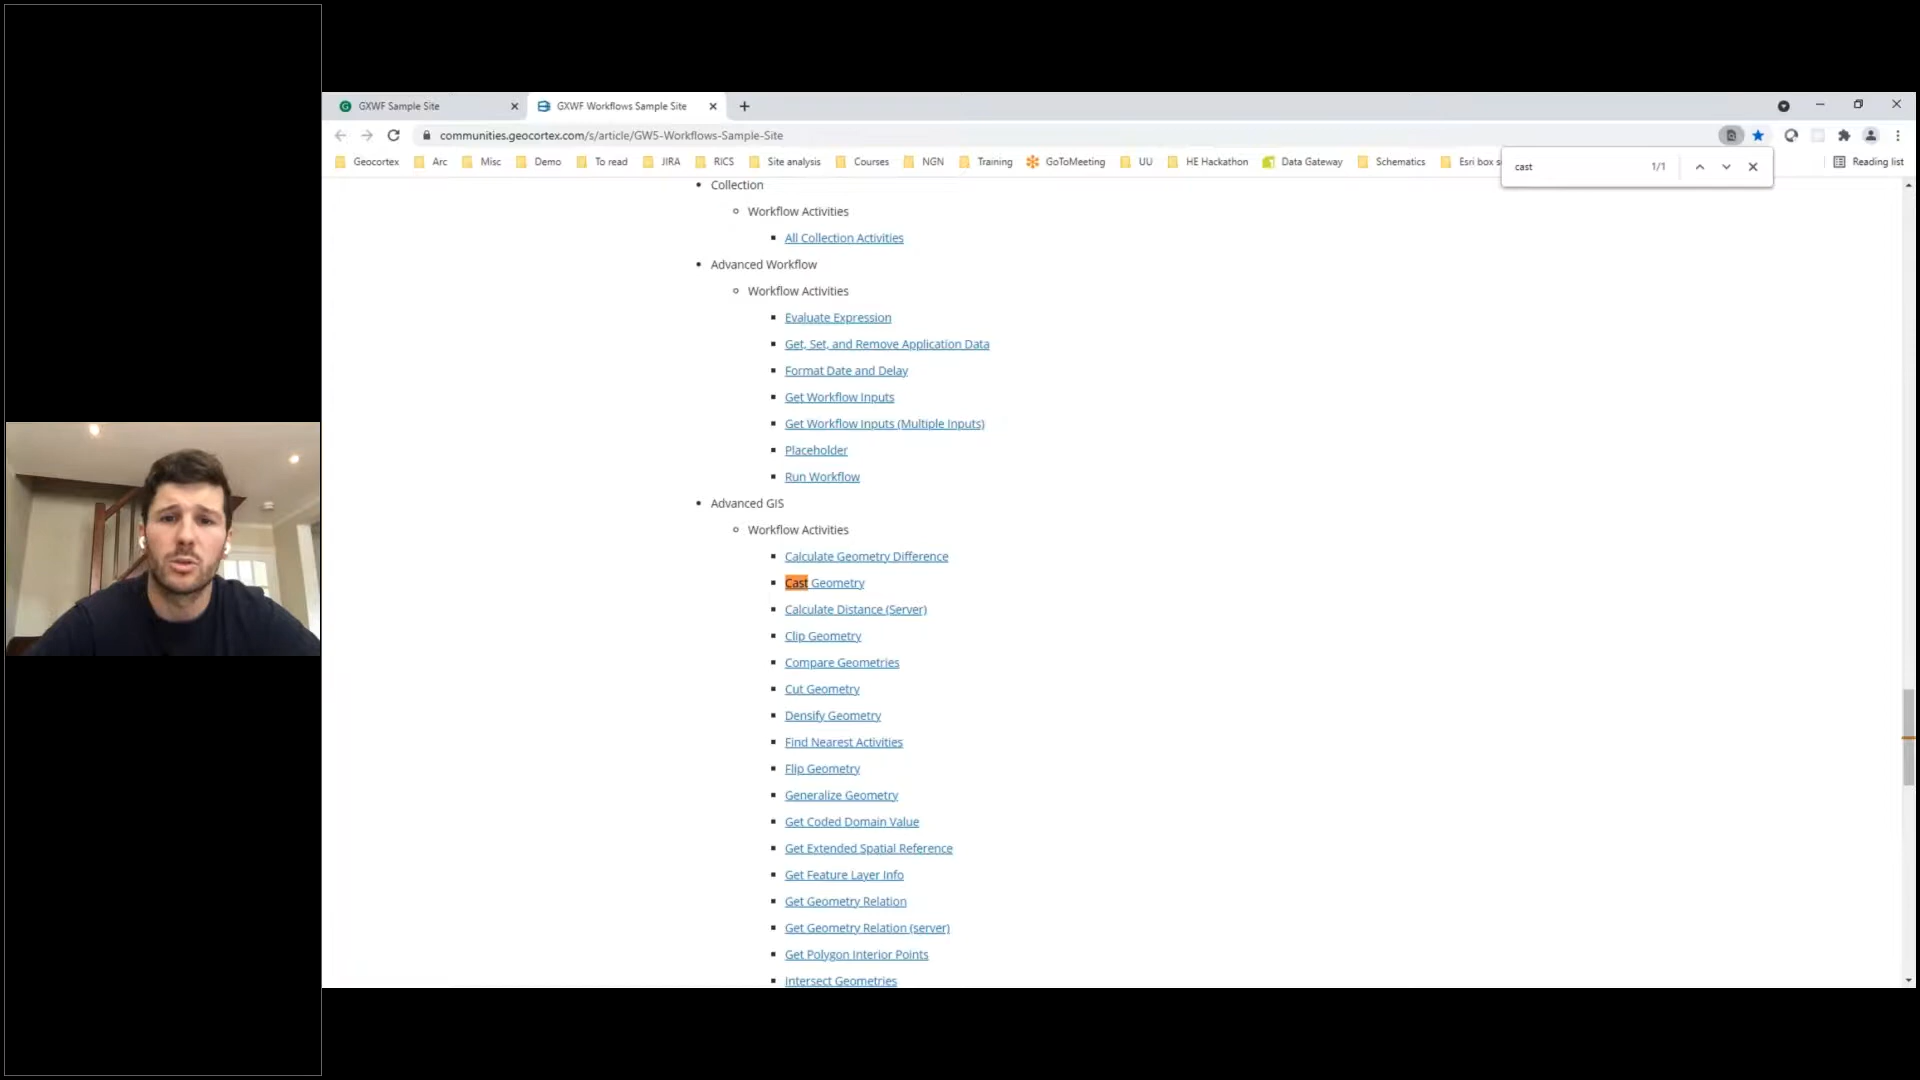 GXWF Sample Site
GXWF Workflows Sample Site
communities.geocortex.com/s/article/GW5-Workflows-Sample-Site
Geocortex Arc Misc Demo To read JIRA RICS Site analysis Courses NGN Training GoToMeeting UU HE Hackathon Data Gateway Schematics Esri box s Reading list
cast 1/1
Collection
Workflow Activities
All Collection Activities
Advanced Workflow
Workflow Activities
Evaluate Expression
Get, Set, and Remove Application Data
Format Date and Delay
Get Workflow Inputs
Get Workflow Inputs (Multiple Inputs)
Placeholder
Run Workflow
Advanced GIS
Workflow Activities
Calculate Geometry Difference
Cast Geometry
Calculate Distance (Server)
Clip Geometry
Compare Geometries
Cut Geometry
Densify Geometry
Find Nearest Activities
Flip Geometry
Generalize Geometry
Get Coded Domain Value
Get Extended Spatial Reference
Get Feature Layer Info
Get Geometry Relation
Get Geometry Relation (server)
Get Polygon Interior Points
Intersect Geometries